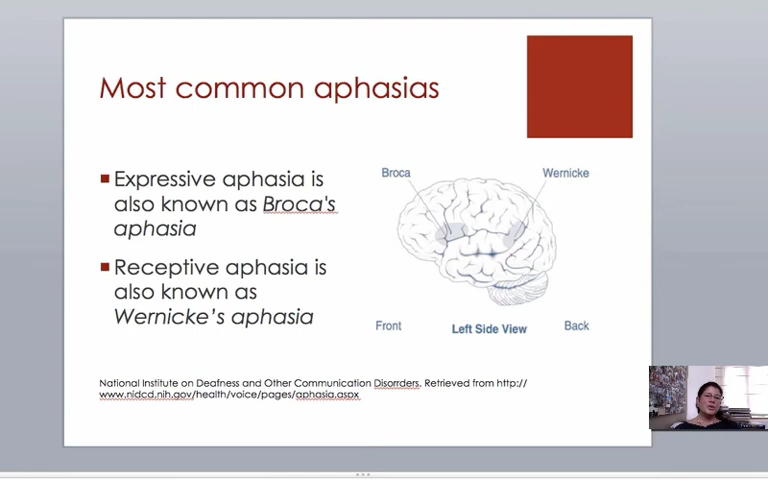 Most common aphasias
Expressive aphasia is
also known as Broca's
aphasia
Receptive aphasia is
also known as
Wernicke's aphasia
Broca
Wernicke
Front
Left Side View
Back
National Institute on Deafness and Other Communication Disorrders. Retrieved from http://
www.nidcd.nih.gov/health/voice/pages/aphasia.aspx